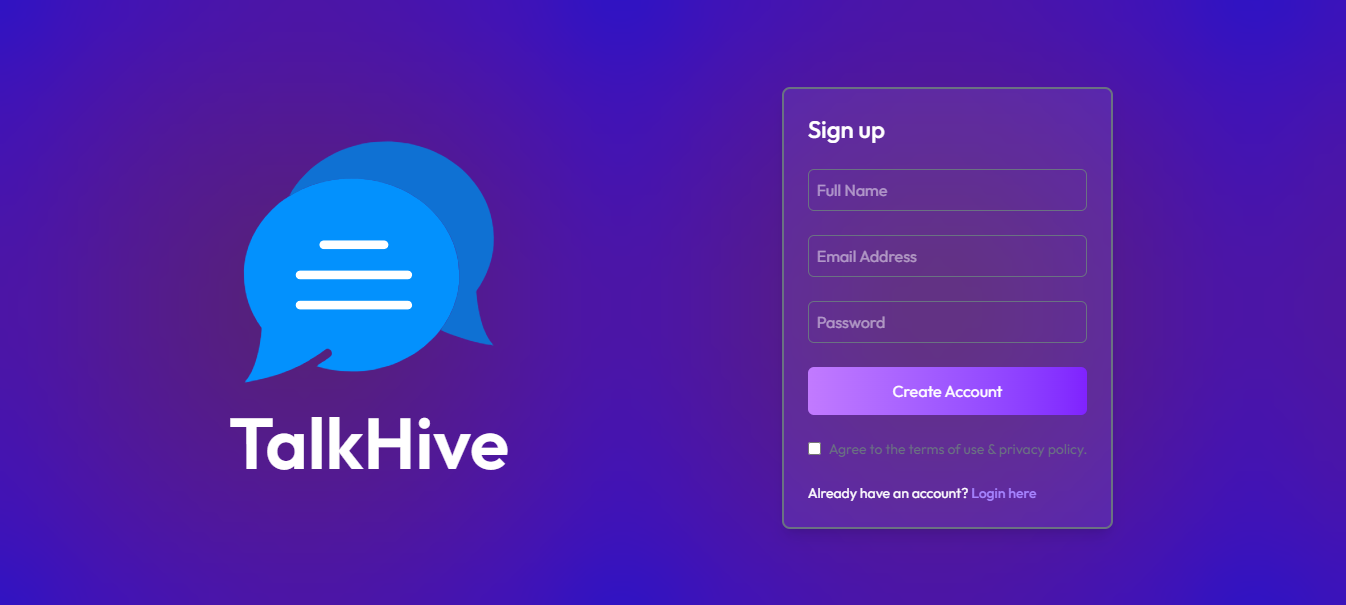 TalkHive
Sign up
Full Name
Email Address
Password
Create Account
Agree to the terms of use & privacy policy.
Already have an account? Login here